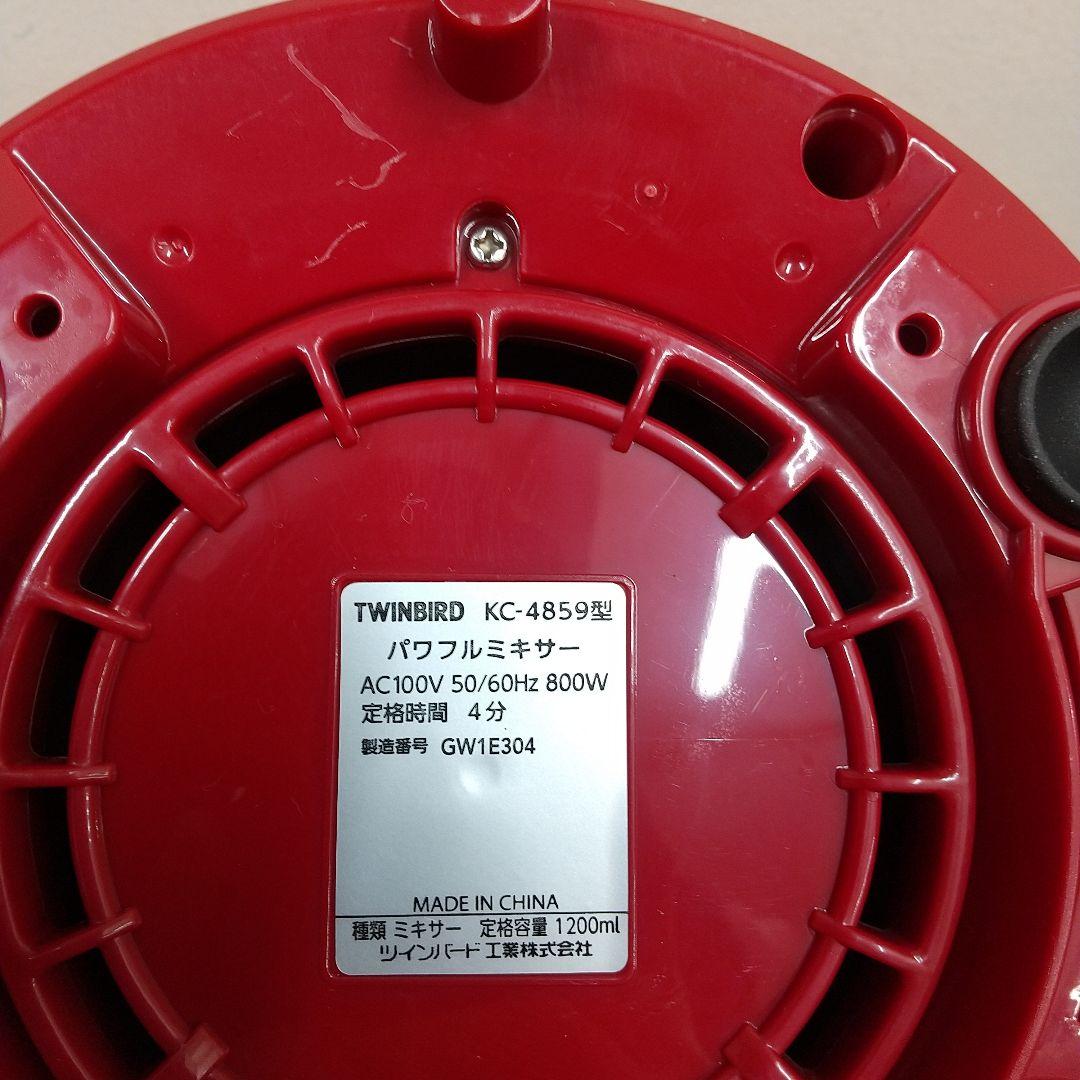 TWINBIRD KC-4859型
パワフルミキサー
AC100V 50/60Hz 800W
定格時間 4分
製造番号 GW1E304
MADE IN CHINA
種類 ミキサー 定格容量 1200ml
ツインバード工業株式会社